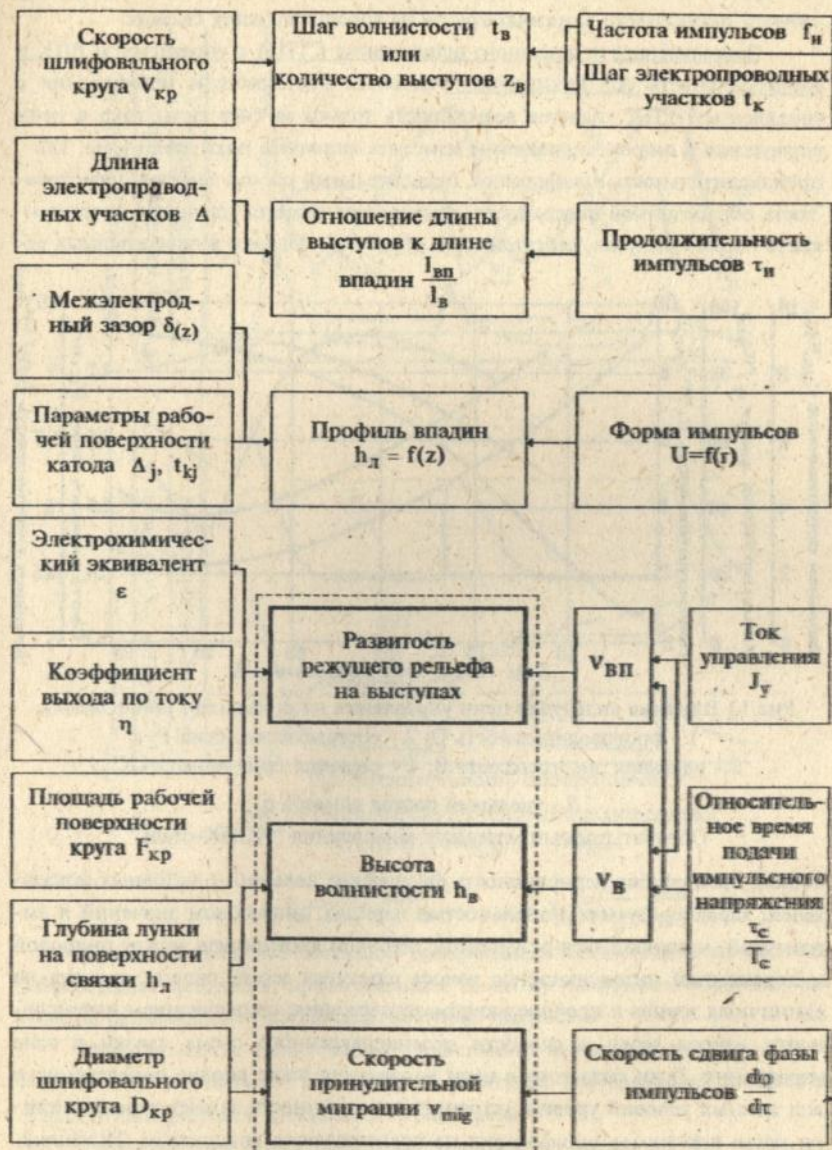 Скорость
шлифовального
круга Vкр
Шаг волнистости tв
или
количество выступов zв
Частота импульсов fи
Шаг электропроводных
участков tк
Длина
электропровод-
ных участков Δ
Отношение длины
выступов к длине
впадин lвп/lв
Продолжительность
импульсов τи
Межэлектрод-
ный зазор δ(z)
Параметры рабо-
чей поверхности
катода Δj, tkj
Профиль впадин
hл = f(z)
Форма импульсов
U=f(r)
Электрохимичес-
кий эквивалент
ε
Развитость
режущего рельефа
на выступах
VВП
Ток
управления
Jу
Коэффициент
выхода по току
η
Площадь рабочей
поверхности
круга Fкр
Высота
волнистости hв
VВ
Относитель-
ное время
подачи
импульсного
напряжения
τc/Tc
Глубина лунки
на поверхности
связки hл
Диаметр
шлифовального
круга Dкр
Скорость
принудительной
миграции vmig
Скорость сдвига фазы
импульсов dφ/dτ